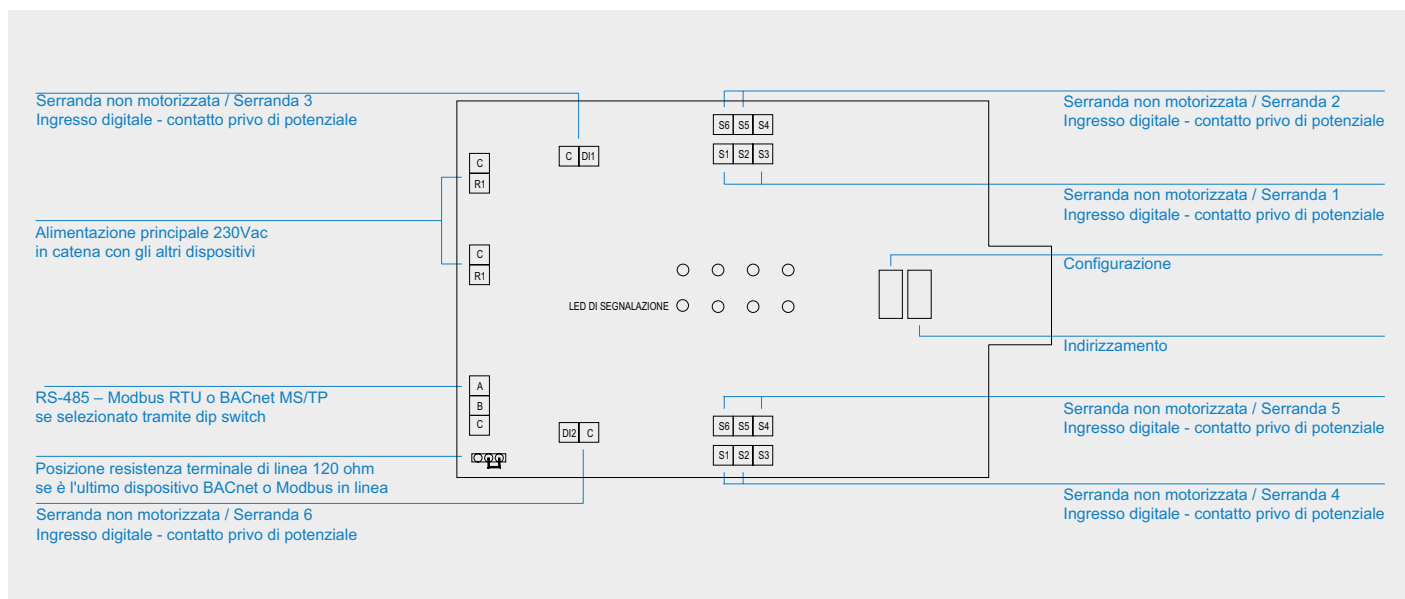 Serranda non motorizzata / Serranda 3
Ingresso digitale - contatto privo di potenziale
Alimentazione principale 230Vac
in catena con gli altri dispositivi
RS-485 – Modbus RTU o BACnet MS/TP
se selezionato tramite dip switch
Posizione resistenza terminale di linea 120 ohm
se è l'ultimo dispositivo BACnet o Modbus in linea
Serranda non motorizzata / Serranda 6
Ingresso digitale - contatto privo di potenziale
C
R1
C
R1
A
B
C
C DI1
DI2 C
LED DI SEGNALAZIONE
S6 S5 S4
S1 S2 S3
S6 S5 S4
S1 S2 S3
Serranda non motorizzata / Serranda 2
Ingresso digitale - contatto privo di potenziale
Serranda non motorizzata / Serranda 1
Ingresso digitale - contatto privo di potenziale
Configurazione
Indirizzamento
Serranda non motorizzata / Serranda 5
Ingresso digitale - contatto privo di potenziale
Serranda non motorizzata / Serranda 4
Ingresso digitale - contatto privo di potenziale